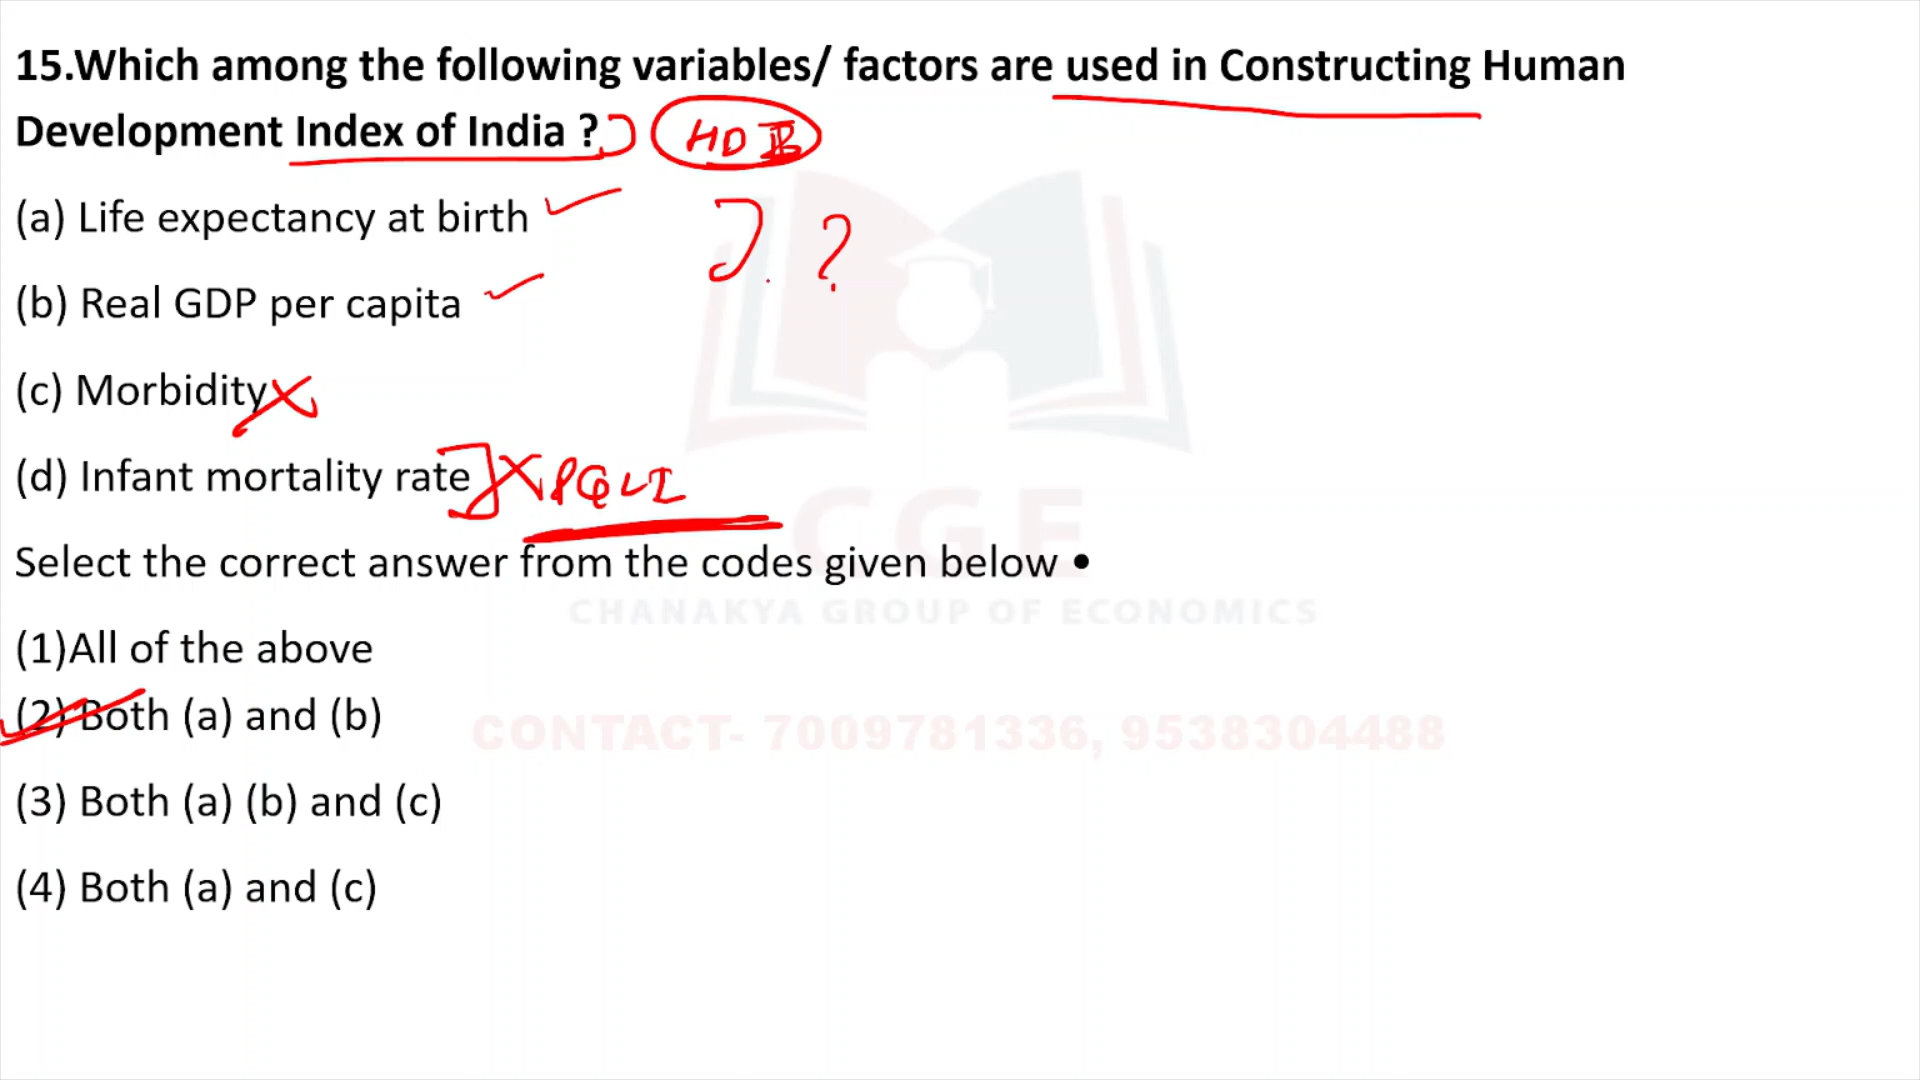 15.Which among the following variables/ factors are used in Constructing Human
Development Index of India ?
HDI
(a) Life expectancy at birth
?
(b) Real GDP per capita
(c) Morbidity
(d) Infant mortality rate PQLI
CGE
Select the correct answer from the codes given below •
CHANAKYA GROUP OF ECONOMICS
(1)All of the above
(2) Both (a) and (b)
CONTACT- 7009781336, 9538304488
(3) Both (a) (b) and (c)
(4) Both (a) and (c)